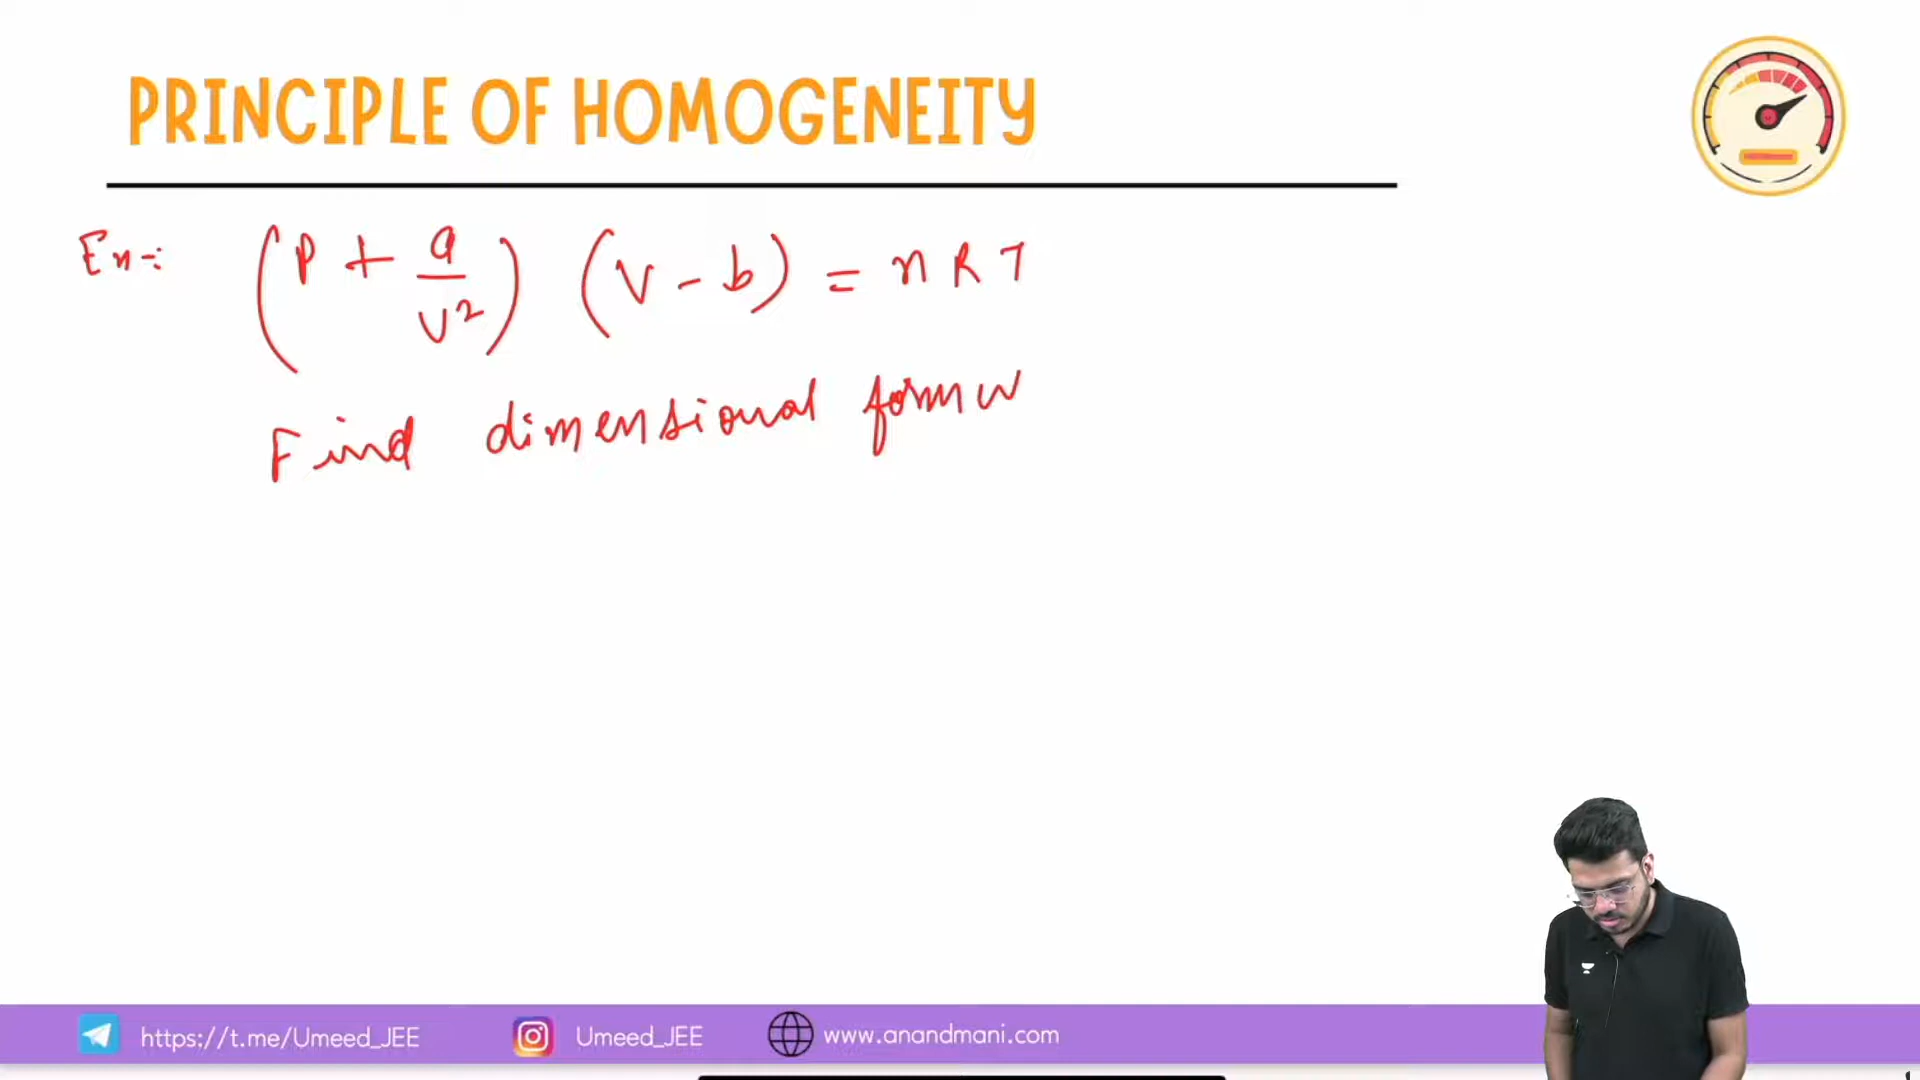 PRINCIPLE OF HOMOGENEITY
Ex:- (P + a/v²) (V - b) = nRT
Find dimensional formu
https://t.me/Umeed_JEE Umeed_JEE www.anandmani.com